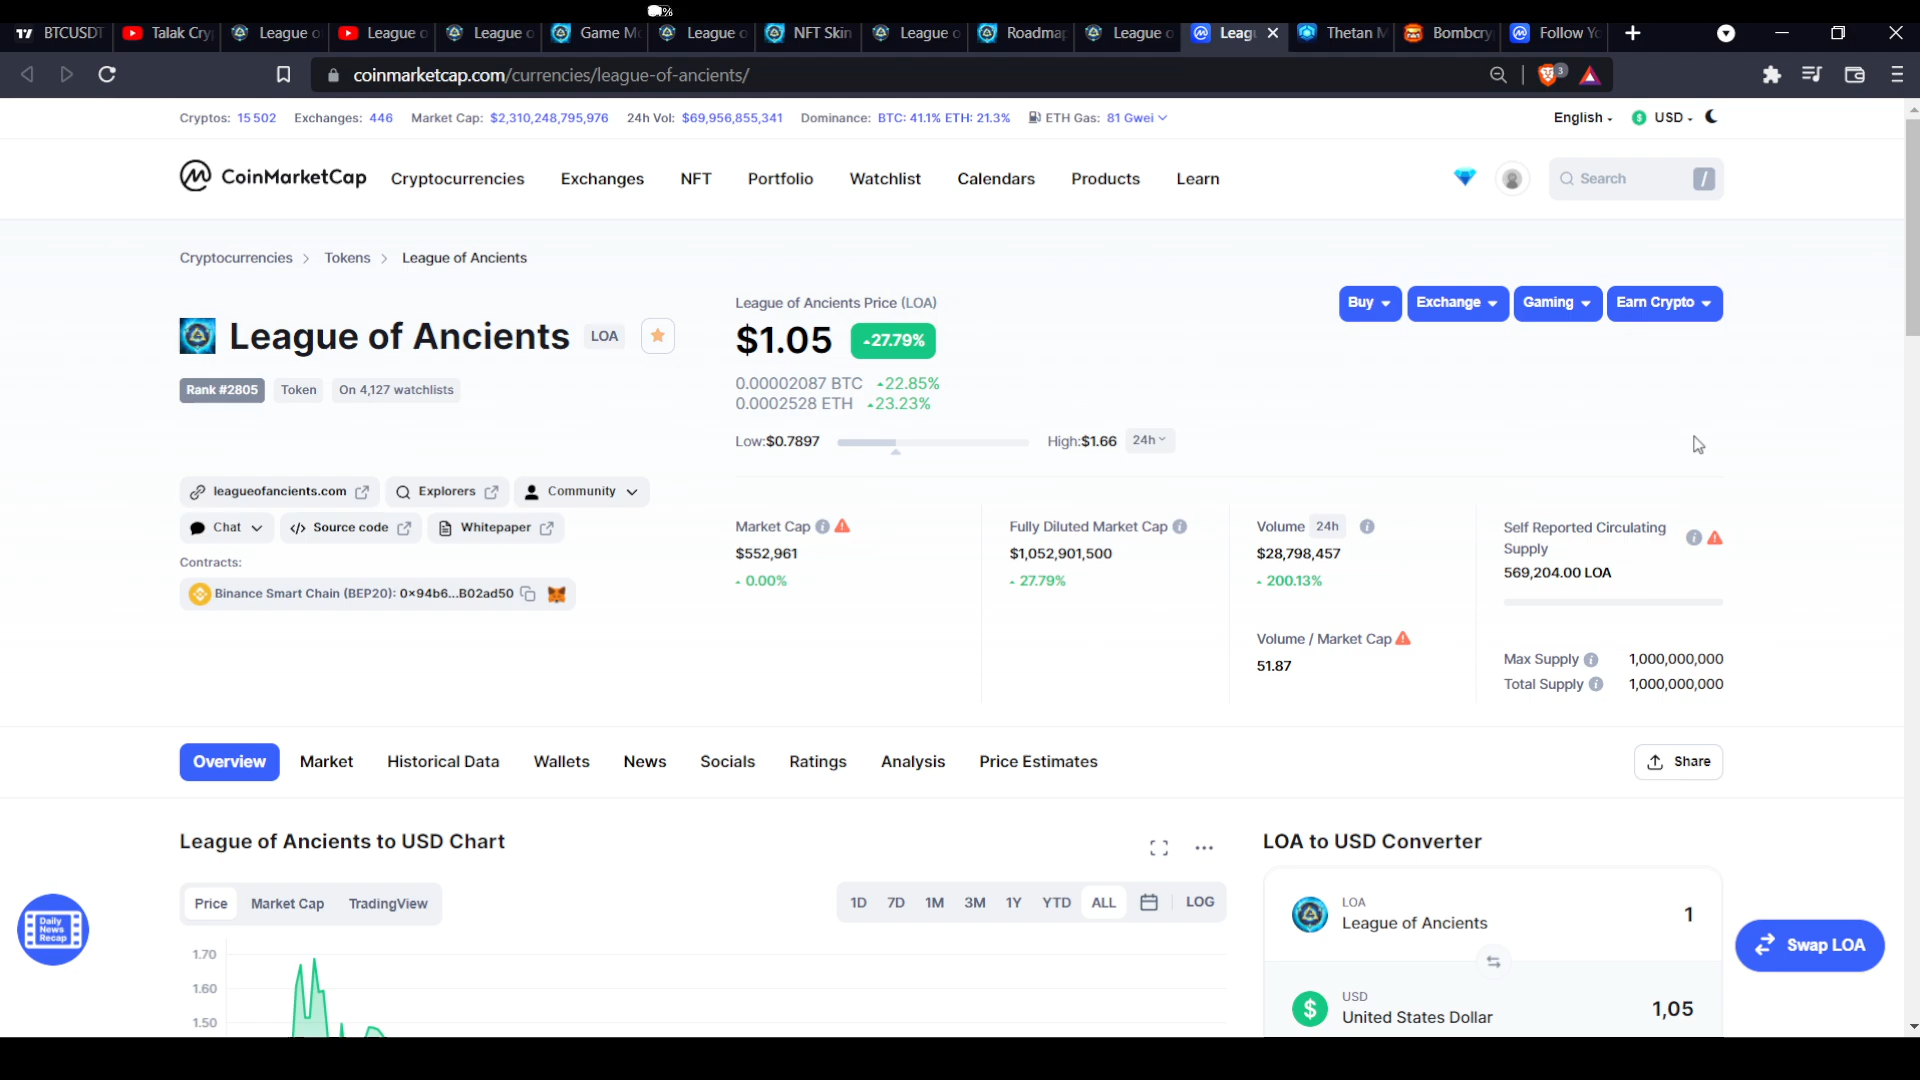 BTCUSDT Talak Cry League o League o League o Game Mo League o NFT Skin League o Roadmap League o Leagu Thetan M Bombcry Follow Yo
coinmarketcap.com/currencies/league-of-ancients/ 3
Cryptos: 15 502 Exchanges: 446 Market Cap: $2,310,248,795,976 24h Vol: $69,956,855,341 Dominance: BTC: 41.1% ETH: 21.3% ETH Gas: 81 Gwei English USD
CoinMarketCap Cryptocurrencies Exchanges NFT Portfolio Watchlist Calendars Products Learn Search /
Cryptocurrencies > Tokens > League of Ancients
League of Ancients Price (LOA)
Buy Exchange Gaming Earn Crypto
League of Ancients LOA
$1.05 27.79%
Rank #2805 Token On 4,127 watchlists
0.00002087 BTC 22.85%
0.0002528 ETH 23.23%
Low:$0.7897 High:$1.66 24h
leagueofancients.com Explorers Community
Chat Source code Whitepaper
Contracts:
Binance Smart Chain (BEP20): 0x94b6...B02ad50
Market Cap
$552,961
0.00%
Fully Diluted Market Cap
$1,052,901,500
27.79%
Volume 24h
$28,798,457
200.13%
Volume / Market Cap
51.87
Self Reported Circulating
Supply
569,204.00 LOA
Max Supply 1,000,000,000
Total Supply 1,000,000,000
Overview Market Historical Data Wallets News Socials Ratings Analysis Price Estimates Share
League of Ancients to USD Chart
Price Market Cap TradingView 1D 7D 1M 3M 1Y YTD ALL LOG
1.70
1.60
1.50
LOA to USD Converter
LOA
League of Ancients 1
USD
United States Dollar 1,05
Daily
News
Recap
Swap LOA